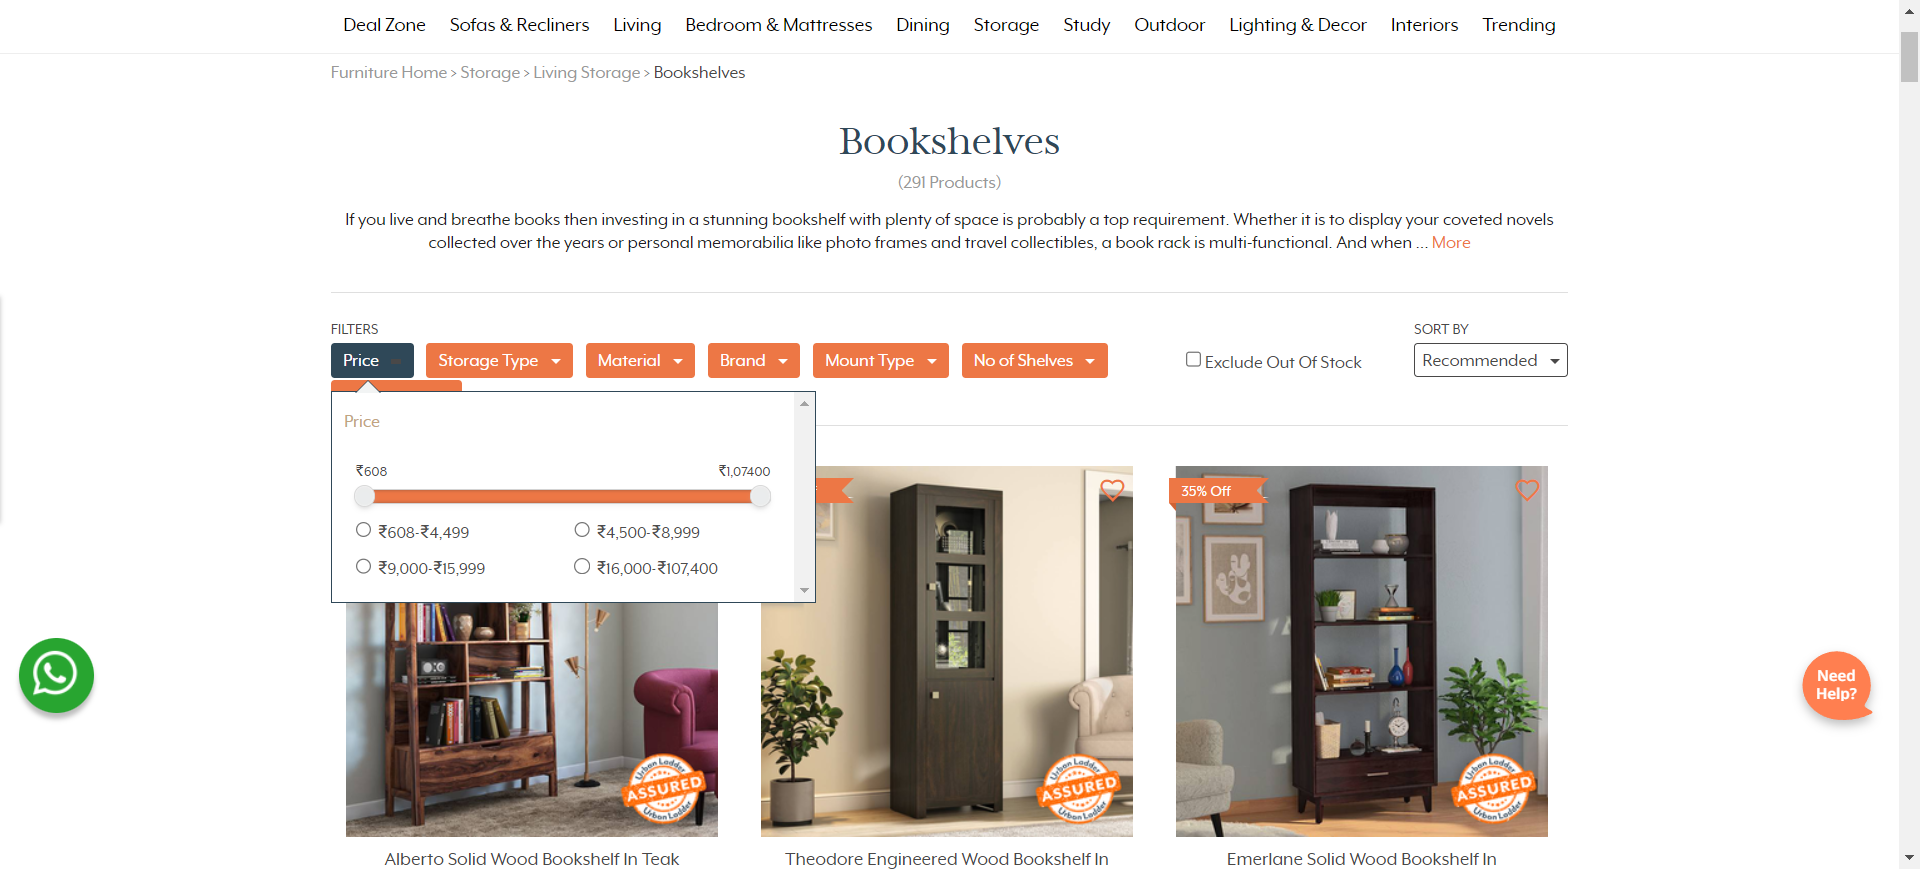 Deal Zone Sofas & Recliners Living Bedroom & Mattresses Dining Storage Study Outdoor Lighting & Decor Interiors Trending
Furniture Home > Storage > Living Storage > Bookshelves
Bookshelves
(291 Products)
If you live and breathe books then investing in a stunning bookshelf with plenty of space is probably a top requirement. Whether it is to display your coveted novels
collected over the years or personal memorabilia like photo frames and travel collectibles, a book rack is multi-functional. And when ... More
FILTERS
SORT BY
Price Storage Type Material Brand Mount Type No of Shelves Exclude Out Of Stock Recommended
Price
₹608 ₹1,07400
₹608-₹4,499 ₹4,500-₹8,999
₹9,000-₹15,999 ₹16,000-₹107,400
35% Off
Need
Help?
Urban Ladder
ASSURED
Urban Ladder
Urban Ladder
ASSURED
Urban Ladder
Urban Ladder
ASSURED
Urban Ladder
Alberto Solid Wood Bookshelf In Teak
Theodore Engineered Wood Bookshelf In
Emerlane Solid Wood Bookshelf In